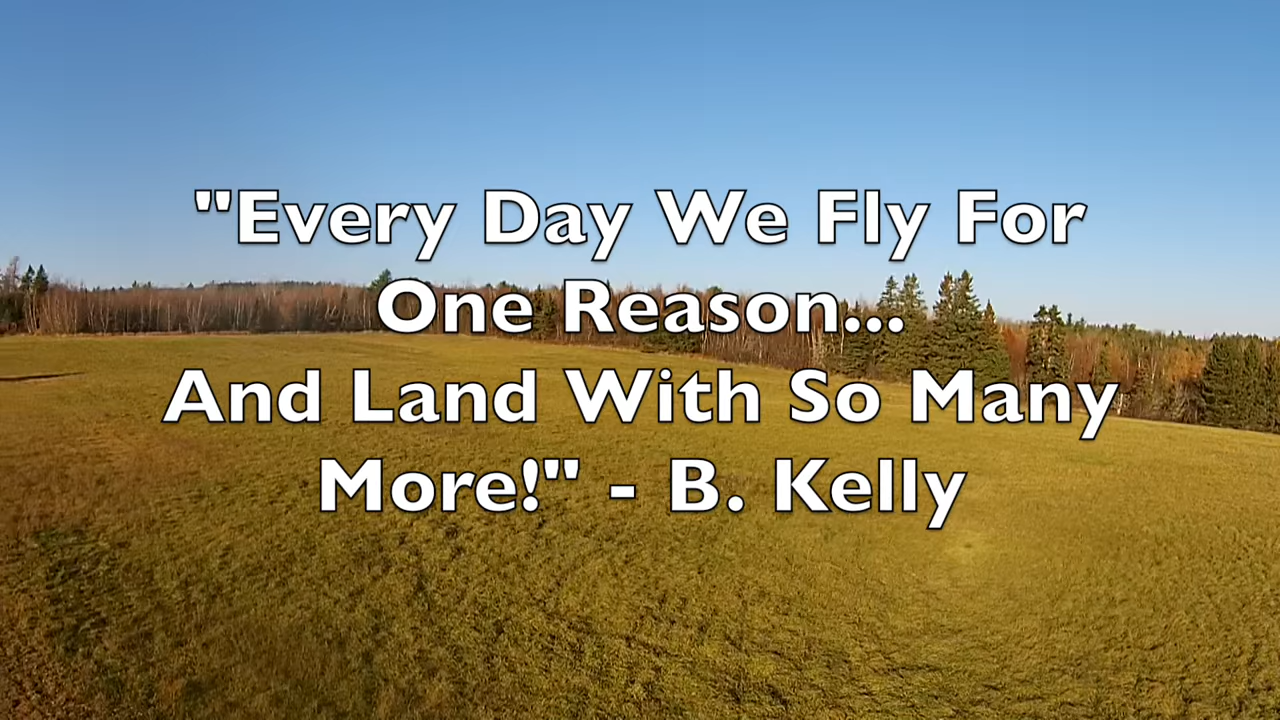 "Every Day We Fly For
One Reason...
And Land With So Many
More!" - B. Kelly